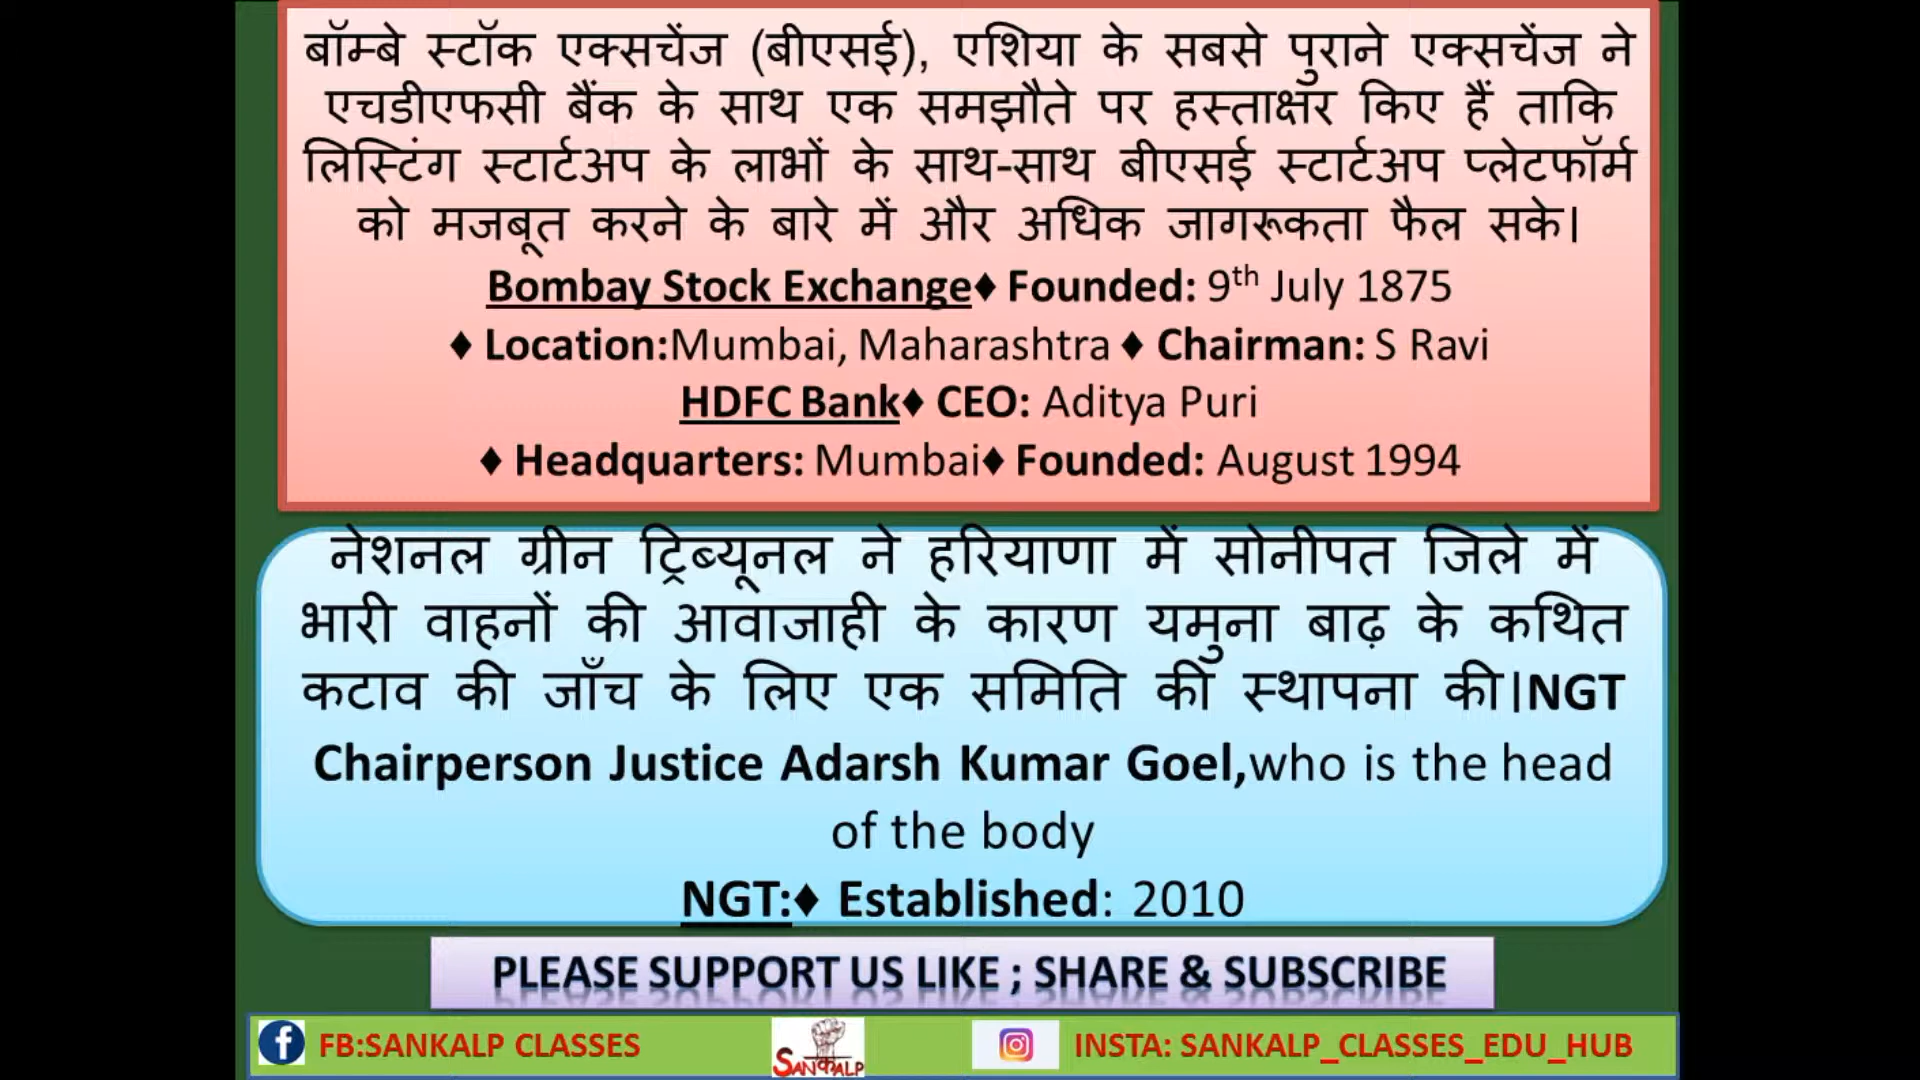 बॉम्बे स्टॉक एक्सचेंज (बीएसई), एशिया के सबसे पुराने एक्सचेंज ने
एचडीएफसी बैंक के साथ एक समझौते पर हस्ताक्षर किए हैं ताकि
लिस्टिंग स्टार्टअप के लाभों के साथ-साथ बीएसई स्टार्टअप प्लेटफॉर्म
को मजबूत करने के बारे में और अधिक जागरूकता फैल सके।
Bombay Stock Exchange♦ Founded: 9th July 1875
♦ Location:Mumbai, Maharashtra ♦ Chairman: S Ravi
HDFC Bank♦ CEO: Aditya Puri
♦ Headquarters: Mumbai♦ Founded: August 1994
नेशनल ग्रीन ट्रिब्यूनल ने हरियाणा में सोनीपत जिले में
भारी वाहनों की आवाजाही के कारण यमुना बाढ़ के कथित
कटाव की जाँच के लिए एक समिति की स्थापना की।NGT
Chairperson Justice Adarsh Kumar Goel,who is the head
of the body
NGT:♦ Established: 2010
PLEASE SUPPORT US LIKE ; SHARE & SUBSCRIBE
FB:SANKALP CLASSES
SANकALP
INSTA: SANKALP_CLASSES_EDU_HUB